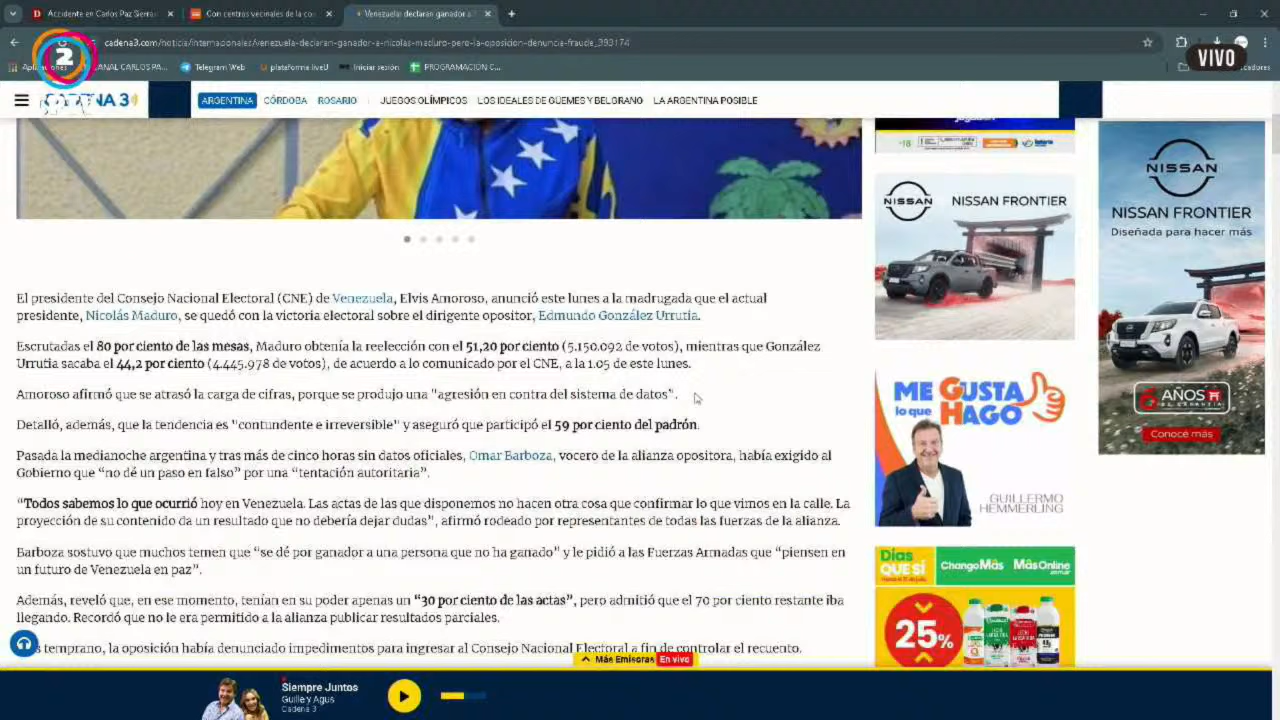 Accidente en Carlos Paz Sierra
Con centros vecinales de la co
Venezuela: declaran ganador a
cadena3.com/noticia/internacionales/venezuela-declaran-ganador-a-nicolas-maduro-pero-la-oposicion-denuncia-fraude_393174
2
VIVO
CANAL CARLOS PA...
Telegram Web
plataforma liveU
Iniciar sesión
PROGRAMACION C...
CADENA 3
ARGENTINA
CÓRDOBA
ROSARIO
JUEGOS OLÍMPICOS
LOS IDEALES DE GÜEMES Y BELGRANO
LA ARGENTINA POSIBLE
El presidente del Consejo Nacional Electoral (CNE) de Venezuela, Elvis Amoroso, anunció este lunes a la madrugada que el actual
presidente, Nicolás Maduro, se quedó con la victoria electoral sobre el dirigente opositor, Edmundo González Urrutia.
Escrutadas el 80 por ciento de las mesas, Maduro obtenía la reelección con el 51,20 por ciento (5.150.092 de votos), mientras que González
Urrutia sacaba el 44,2 por ciento (4.445.978 de votos), de acuerdo a lo comunicado por el CNE, a la 1.05 de este lunes.
Amoroso afirmó que se atrasó la carga de cifras, porque se produjo una "agresión en contra del sistema de datos".
Detalló, además, que la tendencia es "contundente e irreversible" y aseguró que participó el 59 por ciento del padrón.
Pasada la medianoche argentina y tras más de cinco horas sin datos oficiales, Omar Barboza, vocero de la alianza opositora, había exigido al
Gobierno que “no dé un paso en falso” por una “tentación autoritaria”.
“Todos sabemos lo que ocurrió hoy en Venezuela. Las actas de las que disponemos no hacen otra cosa que confirmar lo que vimos en la calle. La
proyección de su contenido da un resultado que no debería dejar dudas”, afirmó rodeado por representantes de todas las fuerzas de la alianza.
Barboza sostuvo que muchos temen que “se dé por ganador a una persona que no ha ganado” y le pidió a las Fuerzas Armadas que “piensen en
un futuro de Venezuela en paz”.
Además, reveló que, en ese momento, tenían en su poder apenas un “30 por ciento de las actas”, pero admitió que el 70 por ciento restante iba
llegando. Recordó que no le era permitido a la alianza publicar resultados parciales.
temprano, la oposición había denunciado impedimentos para ingresar al Consejo Nacional Electoral a fin de controlar el recuento.
+18
NISSAN
NISSAN FRONTIER
ME GUSTA
lo que HAGO
GUILLERMO
HEMMERLING
Días
QUE SÍ
ChangoMâs
MâsOnline
25%
NISSAN
NISSAN FRONTIER
Diseñada para hacer más
6 AÑOS
Conocé más
Más Emisoras
En vivo
Siempre Juntos
Guille y Agus
Cadena 3